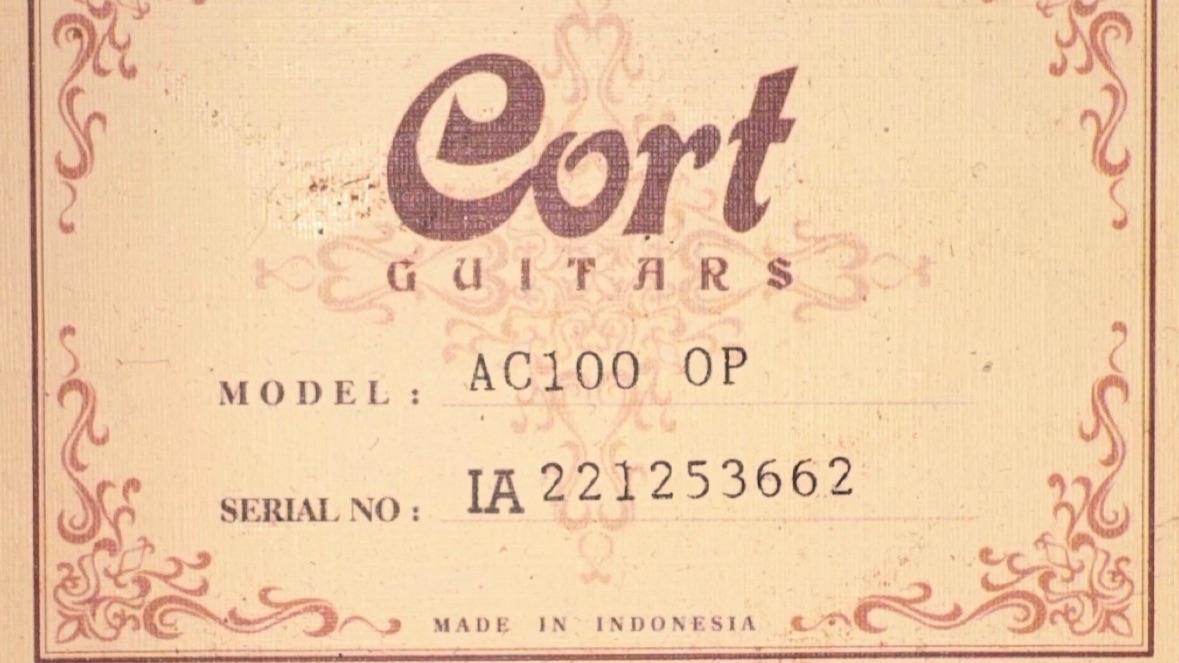 Cort
GUITARS
MODEL : AC100 OP
SERIAL NO : IA 221253662
MADE IN INDONESIA